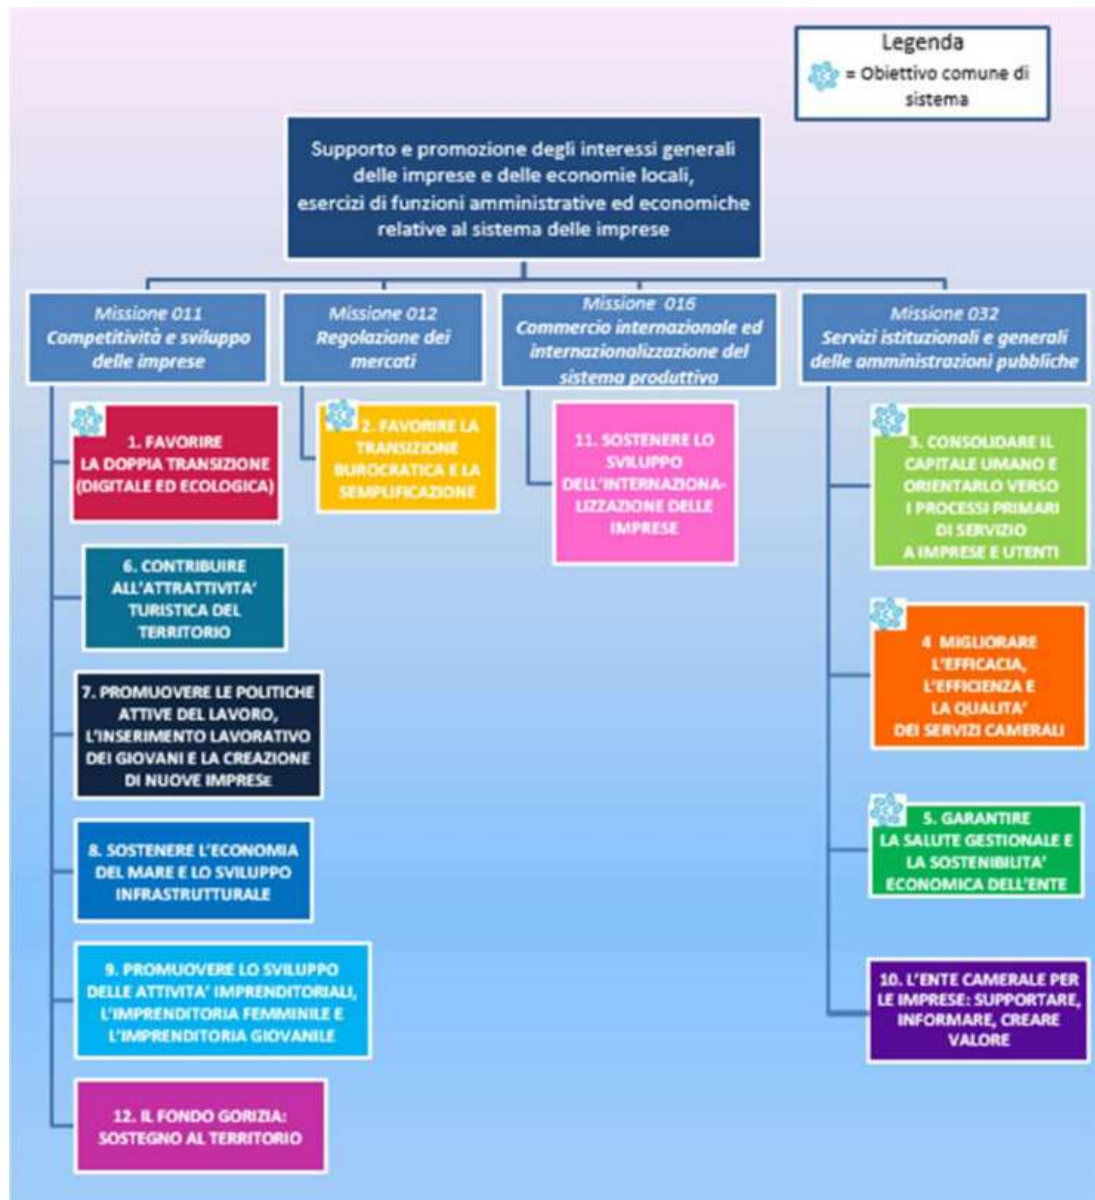 Legenda
= Obiettivo comune di
sistema
Supporto e promozione degli interessi generali
delle imprese e delle economie locali,
esercizi di funzioni amministrative ed economiche
relative al sistema delle imprese
Missione 011
Competitività e sviluppo
delle imprese
Missione 012
Regolazione dei
mercati
Missione 016
Commercio internazionale ed
internazionalizzazione del
sistema produttivo
Missione 032
Servizi istituzionali e generali
delle amministrazioni pubbliche
1. FAVORIRE
LA DOPPIA TRANSIZIONE
(DIGITALE ED ECOLOGICA)
6. CONTRIBUIRE
ALL'ATTRATTIVITA'
TURISTICA DEL
TERRITORIO
7. PROMUOVERE LE POLITICHE
ATTIVE DEL LAVORO,
L'INSERIMENTO LAVORATIVO
DEI GIOVANI E LA CREAZIONE
DI NUOVE IMPRESE
8. SOSTENERE L'ECONOMIA
DEL MARE E LO SVILUPPO
INFRASTRUTTURALE
9. PROMUOVERE LO SVILUPPO
DELLE ATTIVITA' IMPRENDITORIALI,
L'IMPRENDITORIA FEMMINILE E
L'IMPRENDITORIA GIOVANILE
12. IL FONDO GORIZIA:
SOSTEGNO AL TERRITORIO
2. FAVORIRE LA
TRANSIZIONE
BUROCRATICA E LA
SEMPLIFICAZIONE
11. SOSTENERE LO
SVILUPPO
DELL'INTERNAZIONA-
LIZZAZIONE DELLE
IMPRESE
3. CONSOLIDARE IL
CAPITALE UMANO E
ORIENTARLO VERSO
I PROCESSI PRIMARI
DI SERVIZIO
A IMPRESE E UTENTI
4 MIGLIORARE
L'EFFICACIA,
L'EFFICIENZA E
LA QUALITA'
DEI SERVIZI CAMERALI
5. GARANTIRE
LA SALUTE GESTIONALE E
LA SOSTENIBILITA'
ECONOMICA DELL'ENTE
10. L'ENTE CAMERALE PER
LE IMPRESE: SUPPORTARE,
INFORMARE, CREARE
VALORE